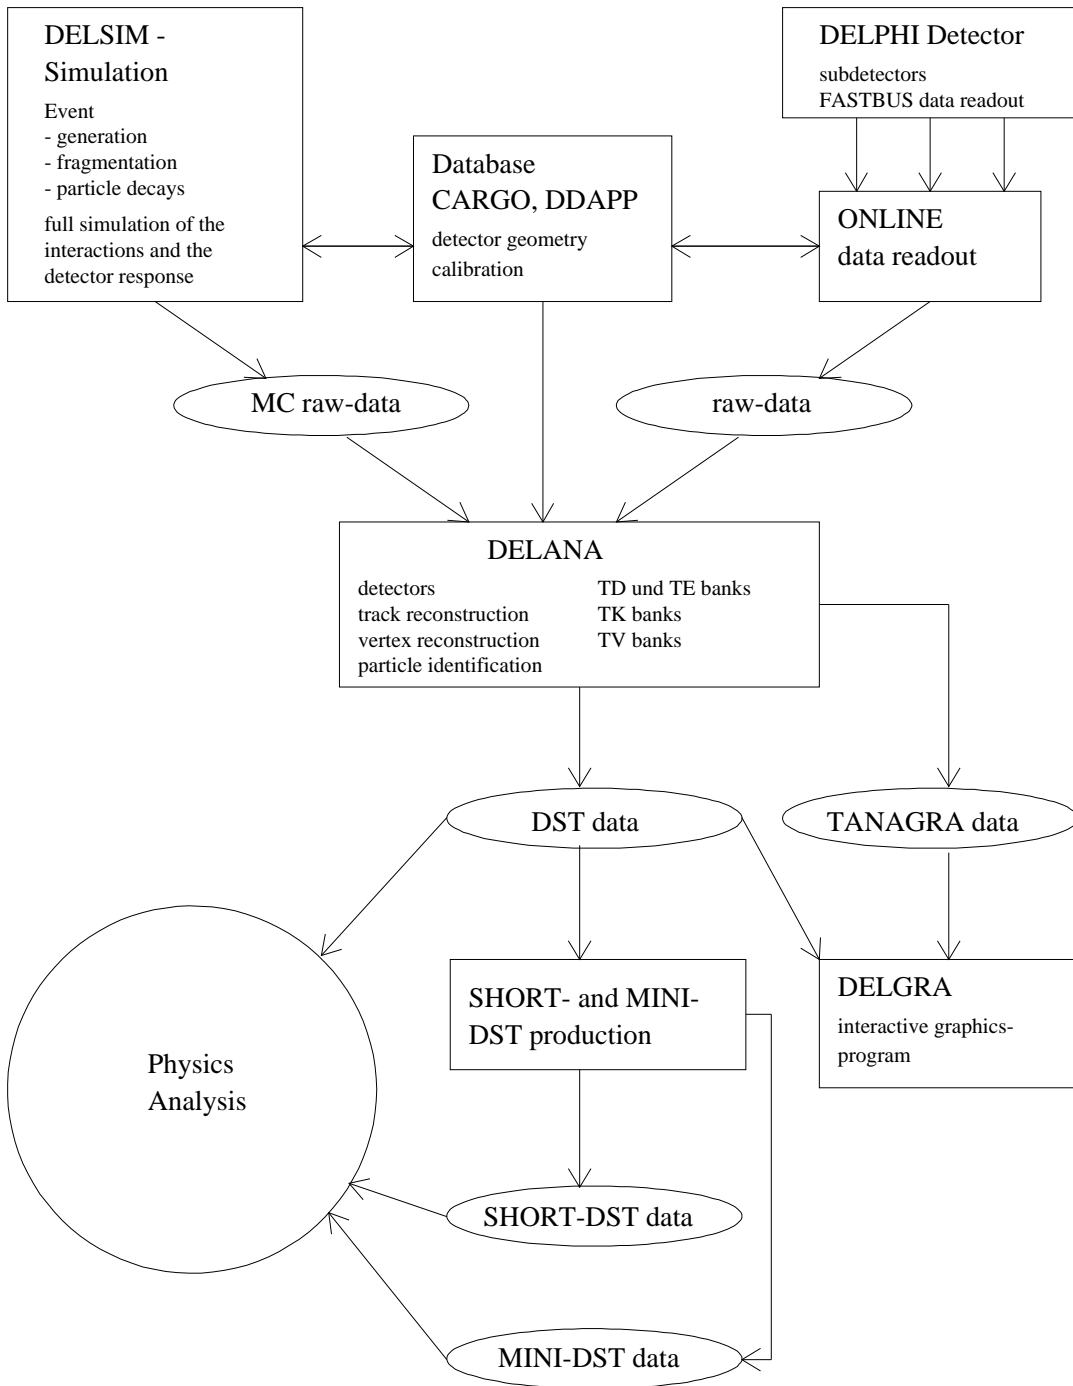 DELSIM -
Simulation
Event
- generation
- fragmentation
- particle decays
full simulation of the
interactions and the
detector response
DELPHI Detector
subdetectors
FASTBUS data readout
Database
CARGO, DDAPP
detector geometry
calibration
ONLINE
data readout
MC raw-data
raw-data
DELANA
detectors
track reconstruction
vertex reconstruction
particle identification
TD und TE banks
TK banks
TV banks
DST data
TANAGRA data
SHORT- and MINI-
DST production
DELGRA
interactive graphics-
program
Physics
Analysis
SHORT-DST data
MINI-DST data